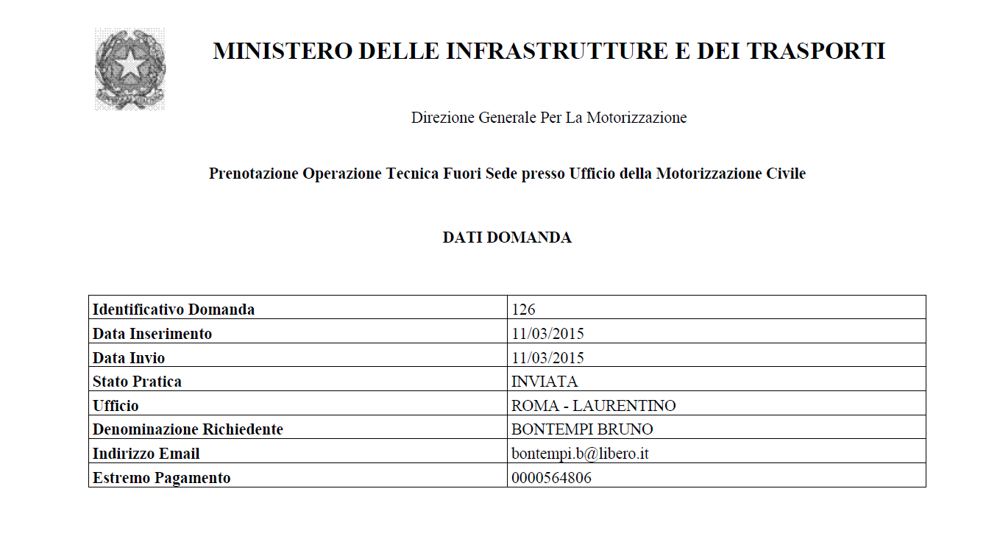 MINISTERO DELLE INFRASTRUTTURE E DEI TRASPORTI
Direzione Generale Per La Motorizzazione
Prenotazione Operazione Tecnica Fuori Sede presso Ufficio della Motorizzazione Civile
DATI DOMANDA
Identificativo Domanda 126
Data Inserimento 11/03/2015
Data Invio 11/03/2015
Stato Pratica INVIATA
Ufficio ROMA - LAURENTINO
Denominazione Richiedente BONTEMPI BRUNO
Indirizzo Email bontempi.b@libero.it
Estremo Pagamento 0000564806